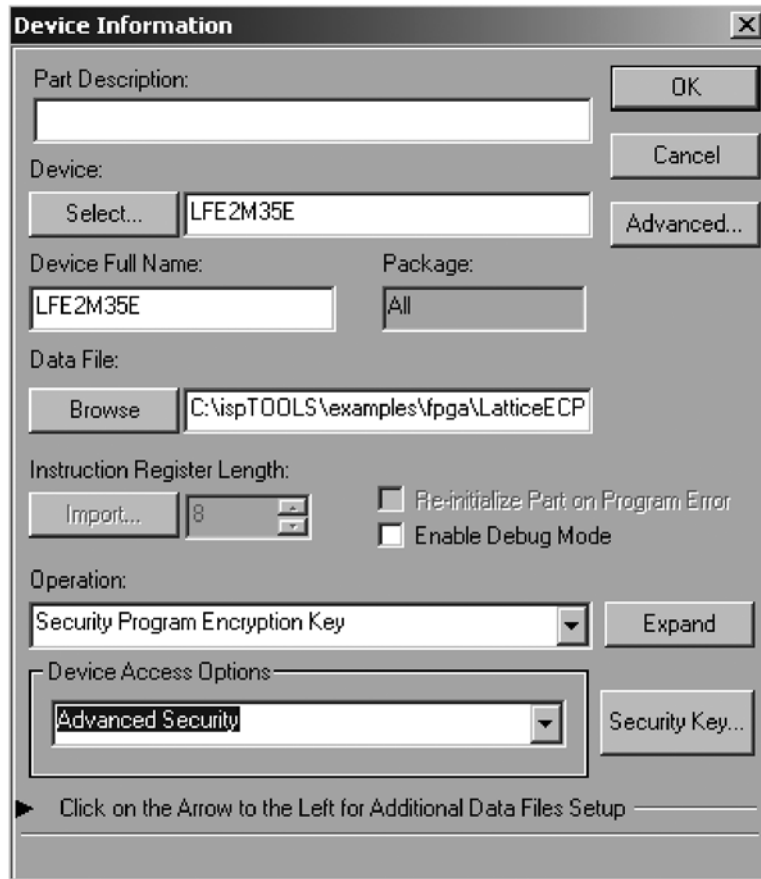 Device Information
Part Description:
OK
Cancel
Device:
Select...
LFE2M35E
Advanced...
Device Full Name:
Package:
LFE2M35E
All
Data File:
Browse
C:\ispTOOLS\examples\fpga\LatticeECP
Instruction Register Length:
Import...
8
Re-initialize Part on Program Error
Enable Debug Mode
Operation:
Security Program Encryption Key
Expand
Device Access Options
Advanced Security
Security Key...
Click on the Arrow to the Left for Additional Data Files Setup